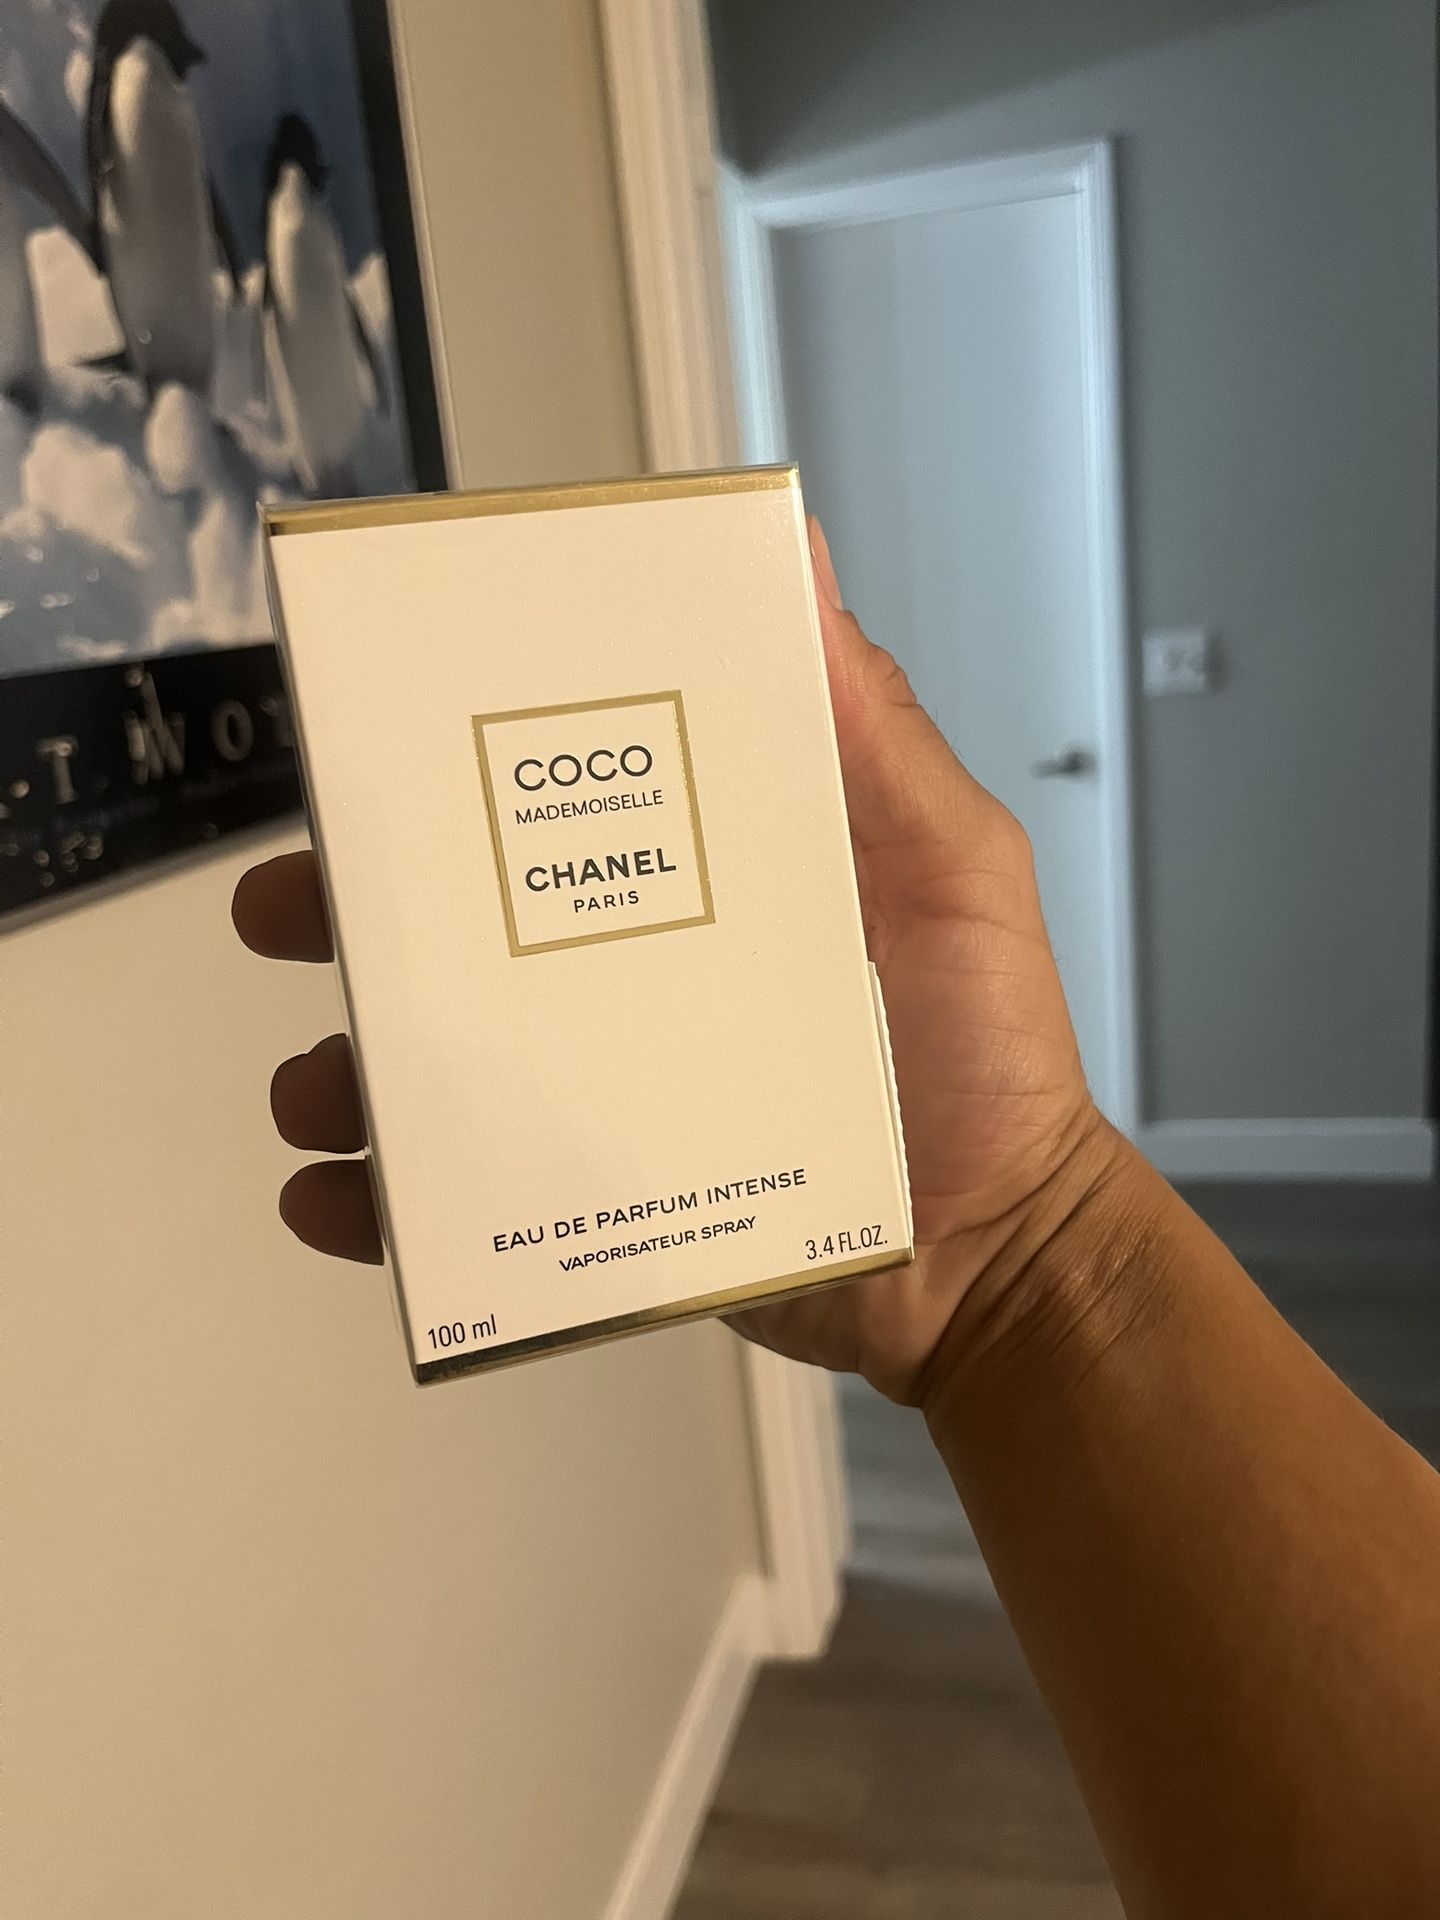 COCO
MADEMOISELLE
CHANEL
PARIS
EAU DE PARFUM INTENSE
VAPORISATEUR SPRAY
3.4 FL.OZ.
100 ml